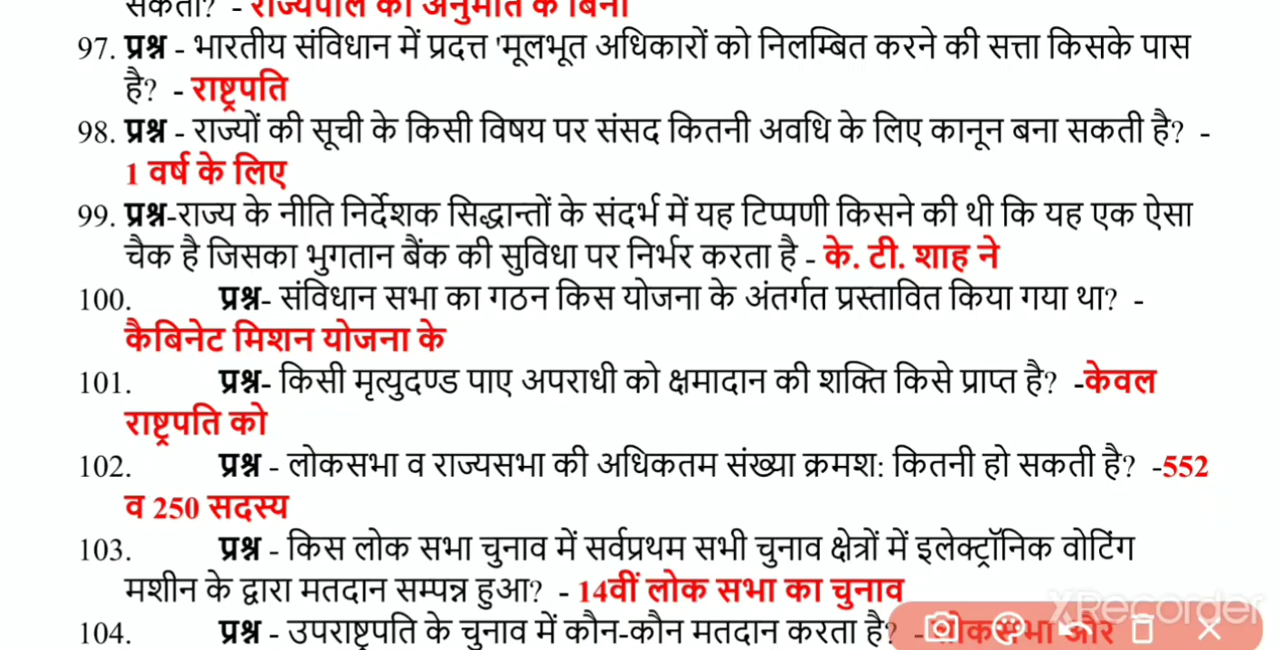 सकता? - राज्यपाल की अनुमति के बिना
97. प्रश्न - भारतीय संविधान में प्रदत्त 'मूलभूत अधिकारों को निलम्बित करने की सत्ता किसके पास
है? - राष्ट्रपति
98. प्रश्न - राज्यों की सूची के किसी विषय पर संसद कितनी अवधि के लिए कानून बना सकती है? -
1 वर्ष के लिए
99. प्रश्न-राज्य के नीति निर्देशक सिद्धान्तों के संदर्भ में यह टिप्पणी किसने की थी कि यह एक ऐसा
चैक है जिसका भुगतान बैंक की सुविधा पर निर्भर करता है - के. टी. शाह ने
100. प्रश्न- संविधान सभा का गठन किस योजना के अंतर्गत प्रस्तावित किया गया था? -
कैबिनेट मिशन योजना के
101. प्रश्न- किसी मृत्युदण्ड पाए अपराधी को क्षमादान की शक्ति किसे प्राप्त है? -केवल
राष्ट्रपति को
102. प्रश्न - लोकसभा व राज्यसभा की अधिकतम संख्या क्रमश: कितनी हो सकती है? -552
व 250 सदस्य
103. प्रश्न - किस लोक सभा चुनाव में सर्वप्रथम सभी चुनाव क्षेत्रों में इलेक्ट्रॉनिक वोटिंग
मशीन के द्वारा मतदान सम्पन्न हुआ? - 14वीं लोक सभा का चुनाव
XRecorder
104. प्रश्न - उपराष्ट्रपति के चुनाव में कौन-कौन मतदान करता है? - लोकसभा और